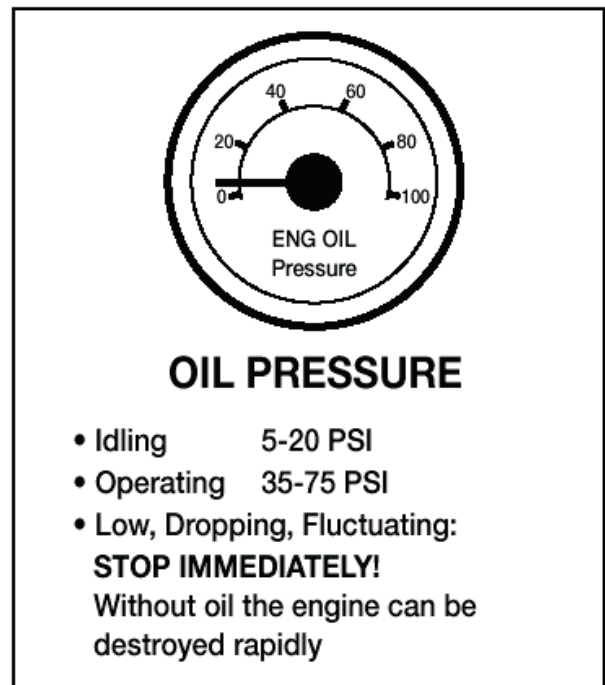 40 60
20 80
0 100
ENG OIL
Pressure
OIL PRESSURE
• Idling 5-20 PSI
• Operating 35-75 PSI
• Low, Dropping, Fluctuating:
STOP IMMEDIATELY!
Without oil the engine can be
destroyed rapidly